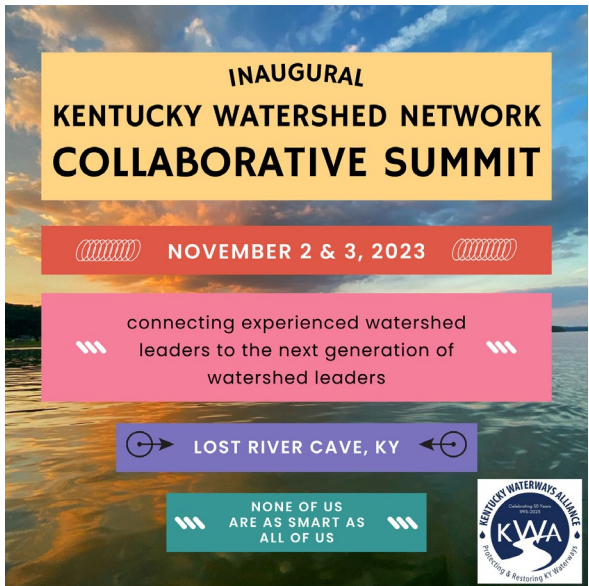 INAUGURAL
KENTUCKY WATERSHED NETWORK
COLLABORATIVE SUMMIT
NOVEMBER 2 & 3, 2023
connecting experienced watershed
leaders to the next generation of
watershed leaders
LOST RIVER CAVE, KY
NONE OF US
ARE AS SMART AS
ALL OF US
KENTUCKY WATERWAYS ALLIANCE
Celebrating 30 Years
1993-2023
KWA
Protecting & Restoring KY Waterways